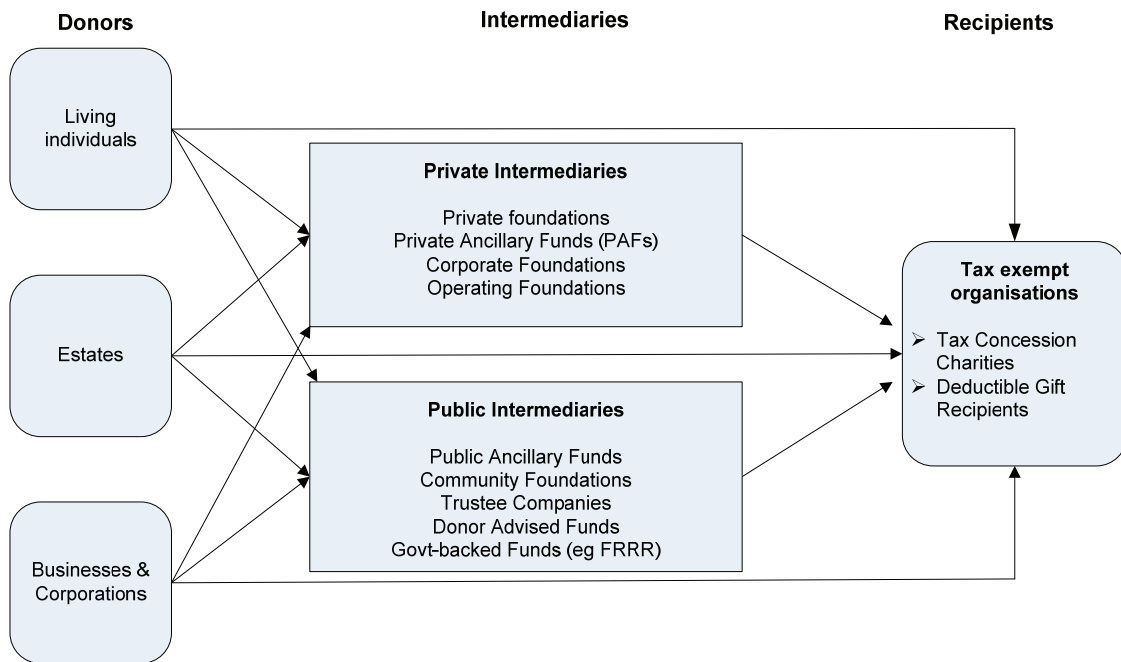 Donors
Intermediaries
Recipients
Living
individuals
Estates
Businesses &
Corporations
Private Intermediaries
Private foundations
Private Ancillary Funds (PAFs)
Corporate Foundations
Operating Foundations
Public Intermediaries
Public Ancillary Funds
Community Foundations
Trustee Companies
Donor Advised Funds
Govt-backed Funds (eg FRRR)
Tax exempt
organisations
➢ Tax Concession
Charities
➢ Deductible Gift
Recipients